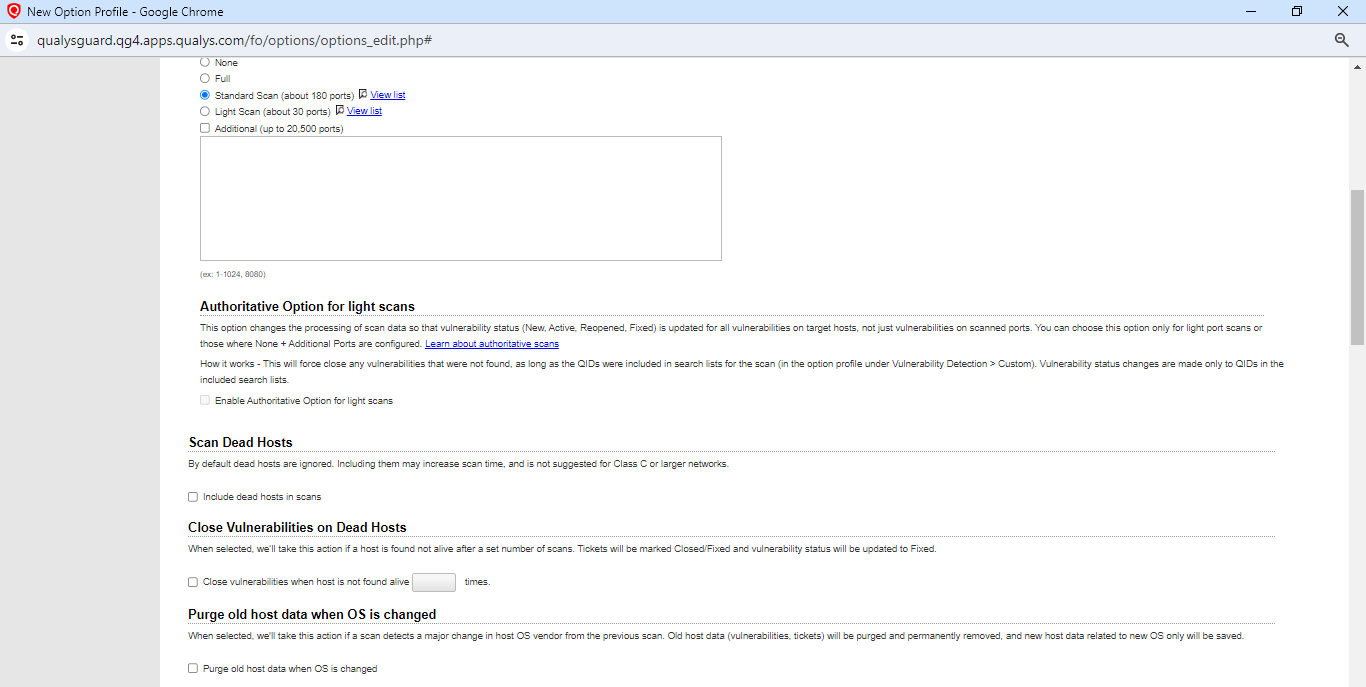 New Option Profile - Google Chrome
qualysguard.qg4.apps.qualys.com/fo/options/options_edit.php#
None
Full
Standard Scan (about 180 ports) View list
Light Scan (about 30 ports) View list
Additional (up to 20,500 ports)
(ex: 1-1024, 8080)
Authoritative Option for light scans
This option changes the processing of scan data so that vulnerability status (New, Active, Reopened, Fixed) is updated for all vulnerabilities on target hosts, not just vulnerabilities on scanned ports. You can choose this option only for light port scans or
those where None + Additional Ports are configured. Learn about authoritative scans
How it works - This will force close any vulnerabilities that were not found, as long as the QIDs were included in search lists for the scan (in the option profile under Vulnerability Detection > Custom). Vulnerability status changes are made only to QIDs in the
included search lists.
Enable Authoritative Option for light scans
Scan Dead Hosts
By default dead hosts are ignored. Including them may increase scan time, and is not suggested for Class C or larger networks.
Include dead hosts in scans
Close Vulnerabilities on Dead Hosts
When selected, we'll take this action if a host is found not alive after a set number of scans. Tickets will be marked Closed/Fixed and vulnerability status will be updated to Fixed.
Close vulnerabilities when host is not found alive times.
Purge old host data when OS is changed
When selected, we'll take this action if a scan detects a major change in host OS vendor from the previous scan. Old host data (vulnerabilities, tickets) will be purged and permanently removed, and new host data related to new OS only will be saved.
Purge old host data when OS is changed